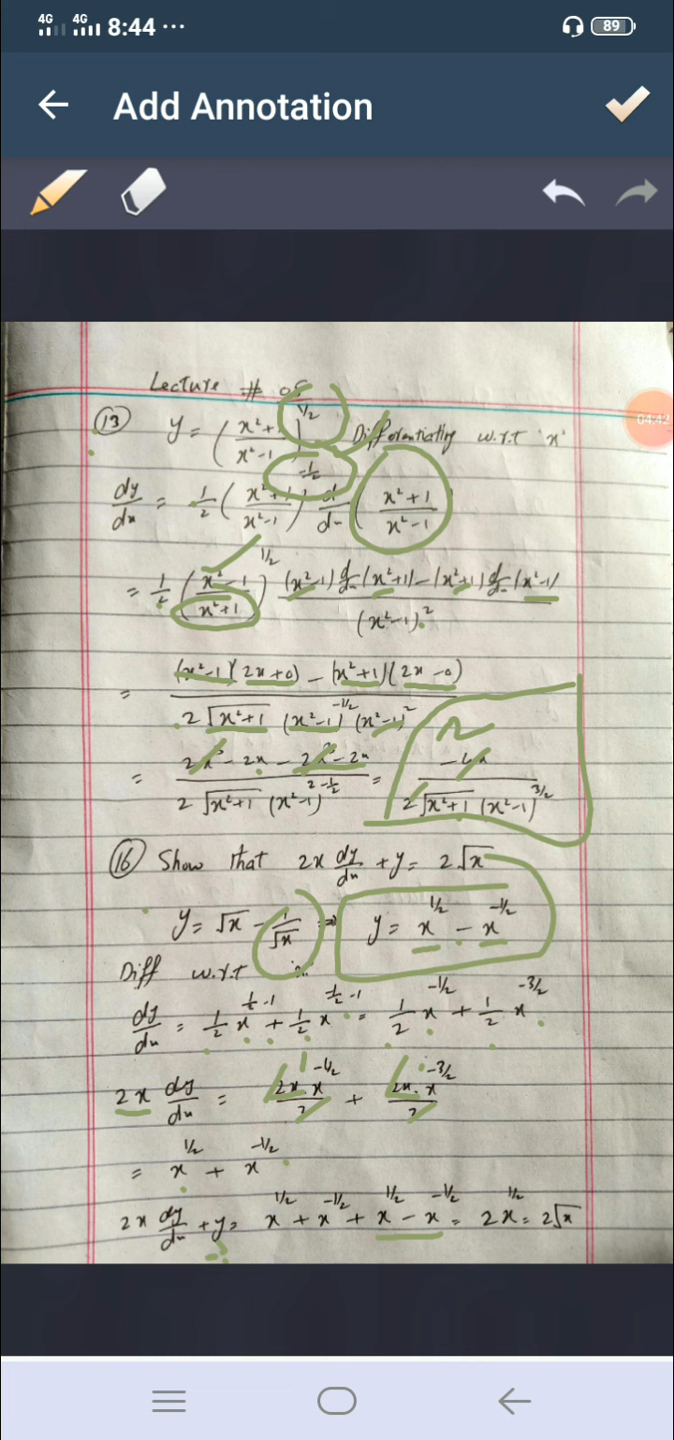 4G 4G 8:44 ··· 89
Add Annotation
Lecture # 05
04:42
(13) y = (x²+1 / x²-1)^1/2 Differentiating w.r.t 'x'
dy/dx = 1/2 (x²+1 / x²-1)^-1/2 d/dx (x²+1 / x²-1)
= 1/2 (x²-1 / x²+1)^1/2 (x²-1) d/dx (x²+1) - (x²+1) d/dx (x²-1) / (x²-1)²
= (x²-1)(2x+0) - (x²+1)(2x-0) / 2 √x²+1 (x²-1)^-1/2 (x²-1)²
= 2x³-2x-2x³-2x / 2 √x²+1 (x²-1)^2-1/2 = -4x / 2 √x²+1 (x²-1)^3/2
(16) Show that 2x dy/dx + y = 2√x
y = √x - 1/√x ⇒ y = x^1/2 - x^-1/2
Diff w.r.t
dy/dx = 1/2 x^1/2-1 + 1/2 x^-1/2-1 = 1/2 x^-1/2 + 1/2 x^-3/2
2x dy/dx = 2x·x^-1/2 / 2 + 2x·x^-3/2 / 2
= x^1/2 + x^-1/2
2x dy/dx + y = x^1/2 + x^-1/2 + x^1/2 - x^-1/2 = 2x^1/2 = 2√x